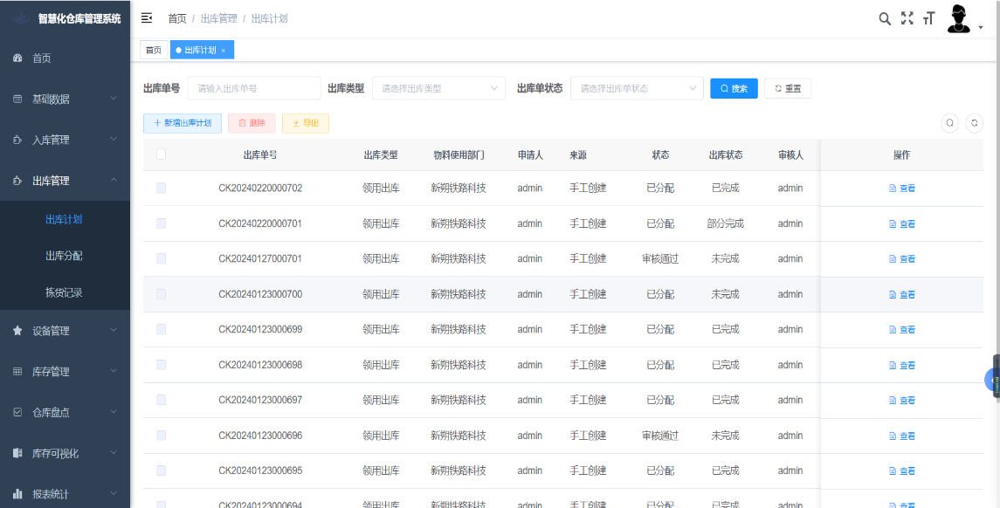 智慧化仓库管理系统
首页 / 出库管理 / 出库计划
首页
出库计划 ×
首页
基础数据
入库管理
出库管理
出库计划
出库分配
拣货记录
设备管理
库存管理
仓库盘点
库存可视化
报表统计
出库单号 请输入出库单号 出库类型 请选择出库类型 出库单状态 请选择出库单状态 搜索 重置
新增出库计划 删除 导出
出库单号 出库类型 物料使用部门 申请人 来源 状态 出库状态 审核人 操作
CK20240220000702 领用出库 新朔铁路科技 admin 手工创建 已分配 已完成 admin 查看
CK20240220000701 领用出库 新朔铁路科技 admin 手工创建 已分配 部分完成 admin 查看
CK20240127000701 领用出库 新朔铁路科技 admin 手工创建 审核通过 未完成 admin 查看
CK20240123000700 领用出库 新朔铁路科技 admin 手工创建 已分配 未完成 admin 查看
CK20240123000699 领用出库 新朔铁路科技 admin 手工创建 已分配 已完成 admin 查看
CK20240123000698 领用出库 新朔铁路科技 admin 手工创建 已分配 已完成 admin 查看
CK20240123000697 领用出库 新朔铁路科技 admin 手工创建 已分配 已完成 admin 查看
CK20240123000696 领用出库 新朔铁路科技 admin 手工创建 审核通过 未完成 admin 查看
CK20240123000695 领用出库 新朔铁路科技 admin 手工创建 已分配 已完成 admin 查看
CK20240123000694 领用出库 新朔铁路科技 admin 手工创建 已分配 已完成 admin 查看